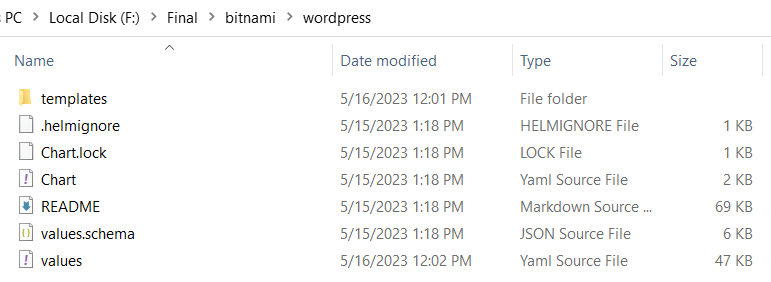 s PC > Local Disk (F:) > Final > bitnami > wordpress
Name Date modified Type Size
templates 5/16/2023 12:01 PM File folder
.helmignore 5/15/2023 1:18 PM HELMIGNORE File 1 KB
Chart.lock 5/15/2023 1:18 PM LOCK File 1 KB
Chart 5/15/2023 1:18 PM Yaml Source File 2 KB
README 5/15/2023 1:18 PM Markdown Source ... 69 KB
values.schema 5/15/2023 1:18 PM JSON Source File 6 KB
values 5/16/2023 12:02 PM Yaml Source File 47 KB